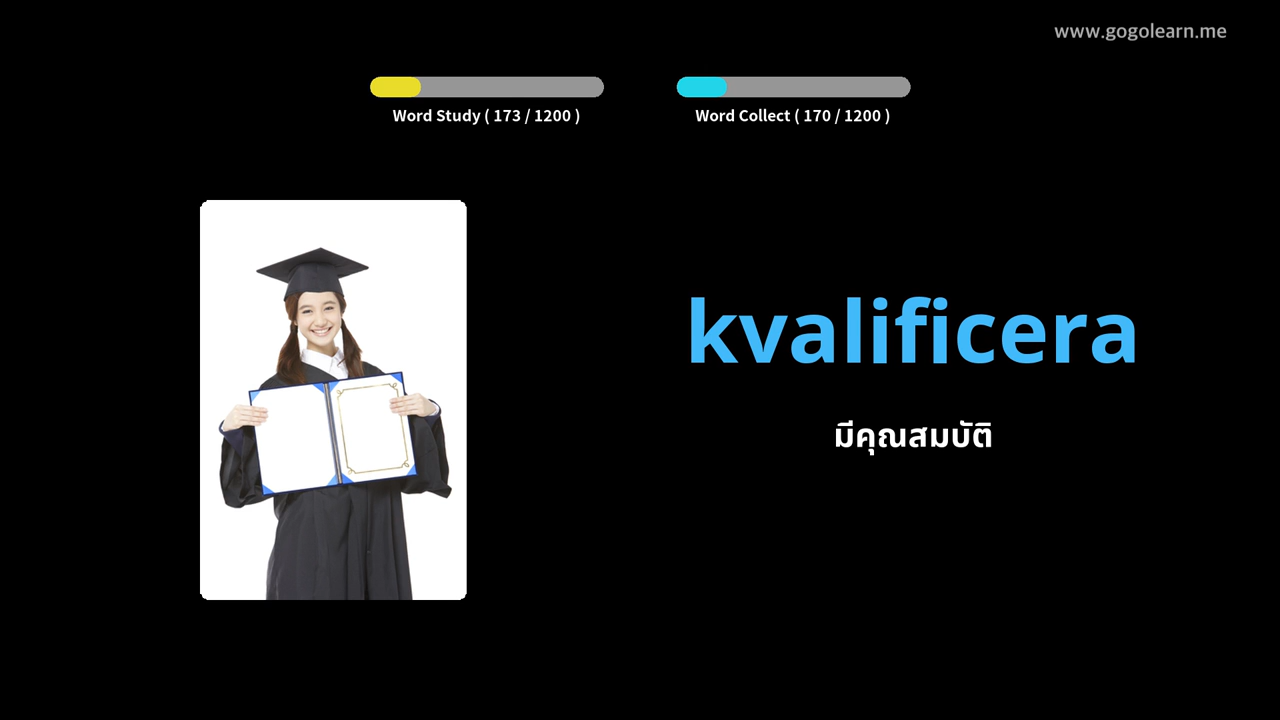 www.gogolearn.me
Word Study ( 173 / 1200 )
Word Collect ( 170 / 1200 )
kvalificera
มีคุณสมบัติ